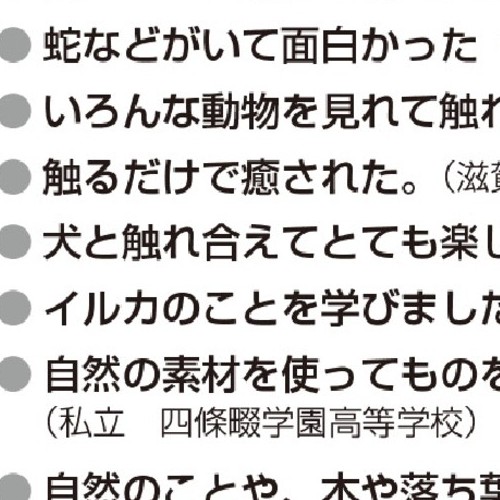 ●蛇などがいて面白かった
●いろんな動物を見れて触れ
●触るだけで癒された。（滋賀
●犬と触れ合えてとても楽し
●イルカのことを学びました
●自然の素材を使ってものを
（私立　四條畷学園高等学校）
●自然のことや、木や落ち葉